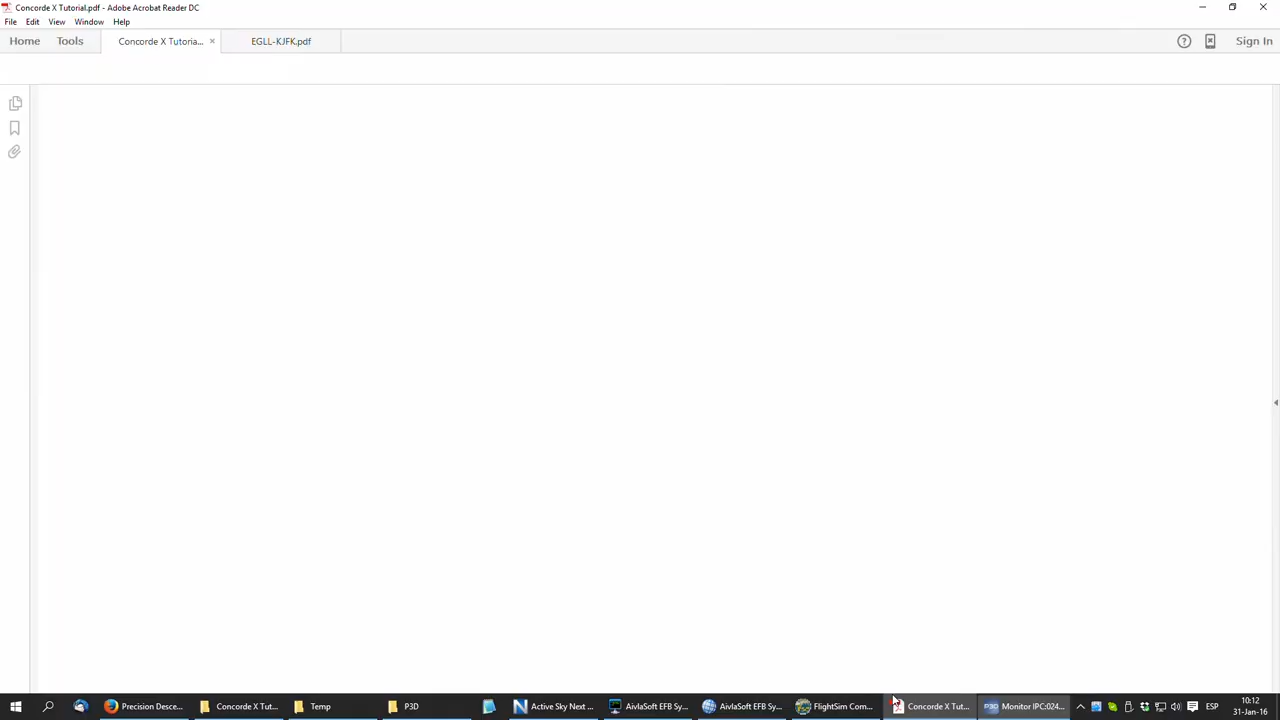 Concorde X Tutorial.pdf - Adobe Acrobat Reader DC
File Edit View Window Help
Home Tools Concorde X Tutoria... × EGLL-KJFK.pdf Sign In
Precision Desce... Concorde X Tut... Temp P3D Active Sky Next ... AivlaSoft EFB Sy... AivlaSoft EFB Sy... FlightSim Com... Concorde X Tut... P3D Monitor IPC:024... ESP 10:12
31-Jan-16